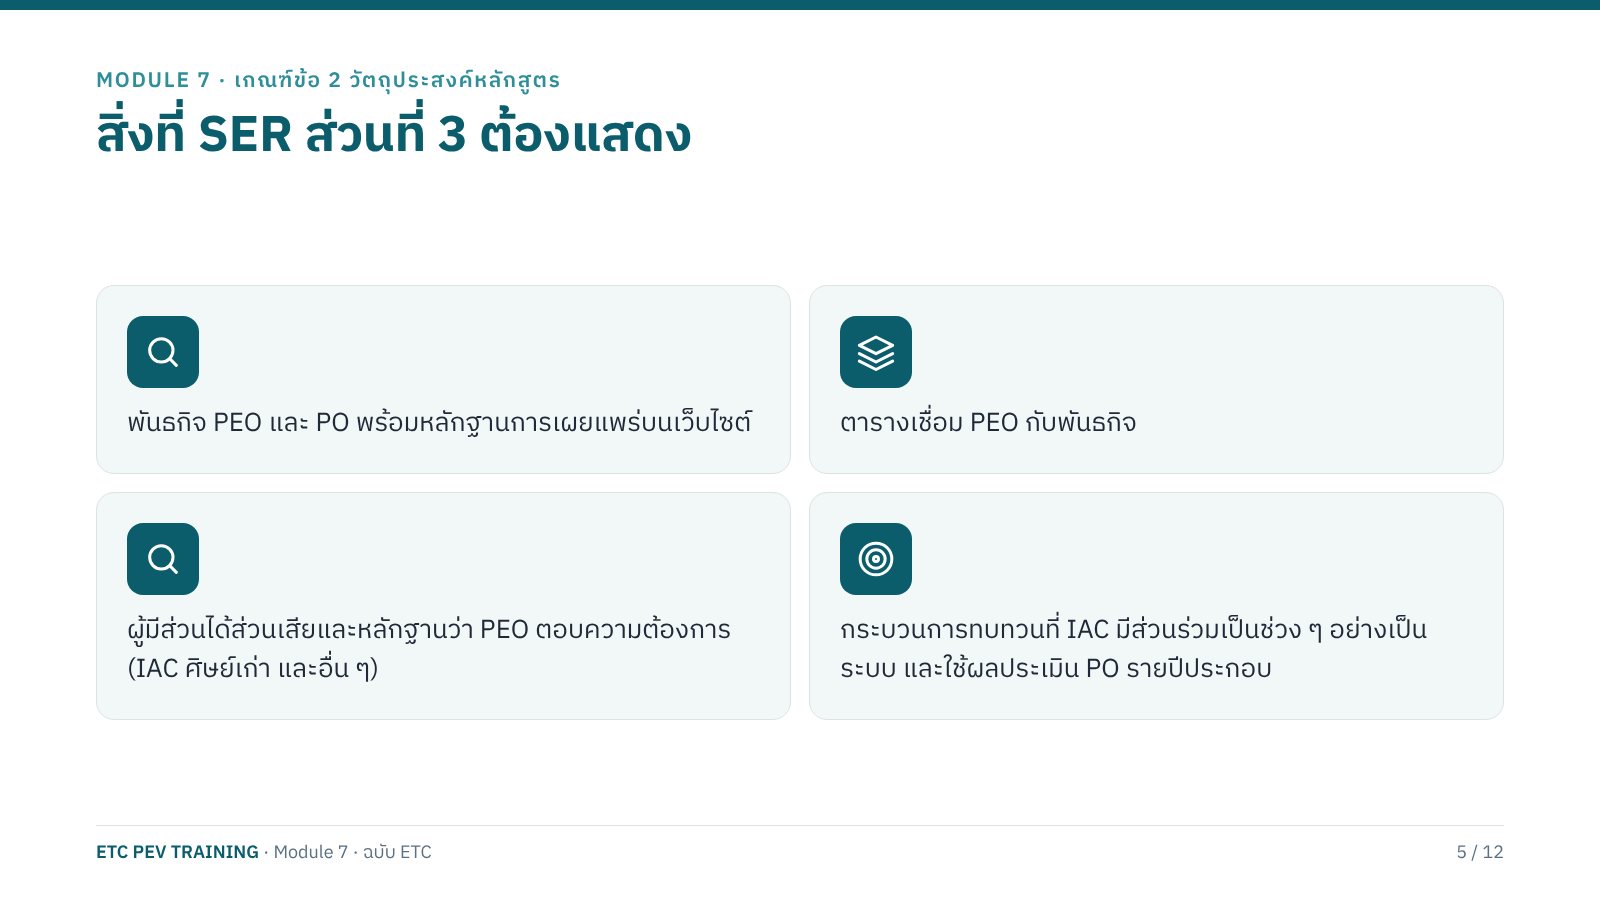 MODULE 7 · เกณฑ์ข้อ 2 วัตถุประสงค์หลักสูตร
สิ่งที่ SER ส่วนที่ 3 ต้องแสดง
พันธกิจ PEO และ PO พร้อมหลักฐานการเผยแพร่บนเว็บไซต์
ตารางเชื่อม PEO กับพันธกิจ
ผู้มีส่วนได้ส่วนเสียและหลักฐานว่า PEO ตอบความต้องการ
(IAC ศิษย์เก่า และอื่น ๆ)
กระบวนการทบทวนที่ IAC มีส่วนร่วมเป็นช่วง ๆ อย่างเป็น
ระบบ และใช้ผลประเมิน PO รายปีประกอบ
ETC PEV TRAINING · Module 7 · ฉบับ ETC
5 / 12